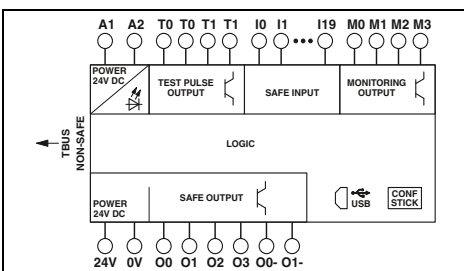 A1 A2 T0 T0 T1 T1 I0 I1 ••• I19 M0 M1 M2 M3
POWER
24V DC
TEST PULSE
OUTPUT
SAFE INPUT
MONITORING
OUTPUT
TBUS
NON-SAFE
LOGIC
POWER
24V DC
SAFE OUTPUT
USB
CONF
STICK
24V 0V O0 O1 O2 O3 O0- O1-